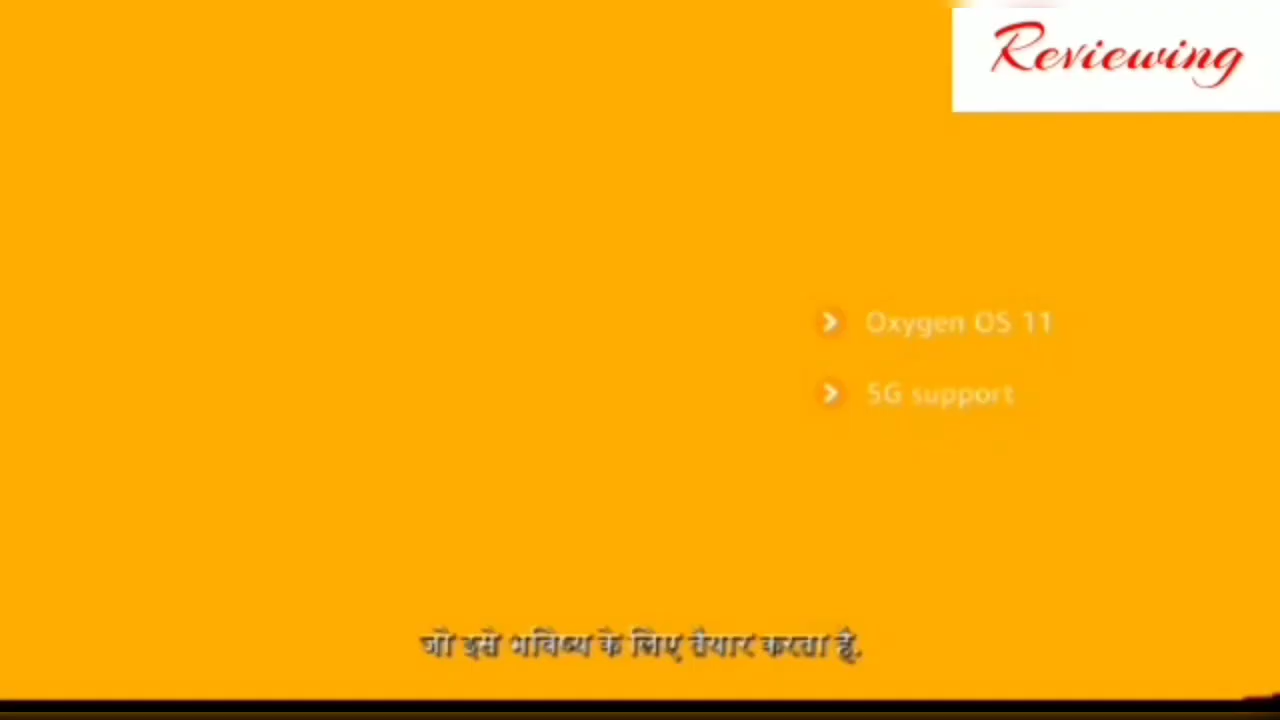 Reviewing
Oxygen OS 11
5G support
जो इसे भविष्य के लिए तैयार करता है.